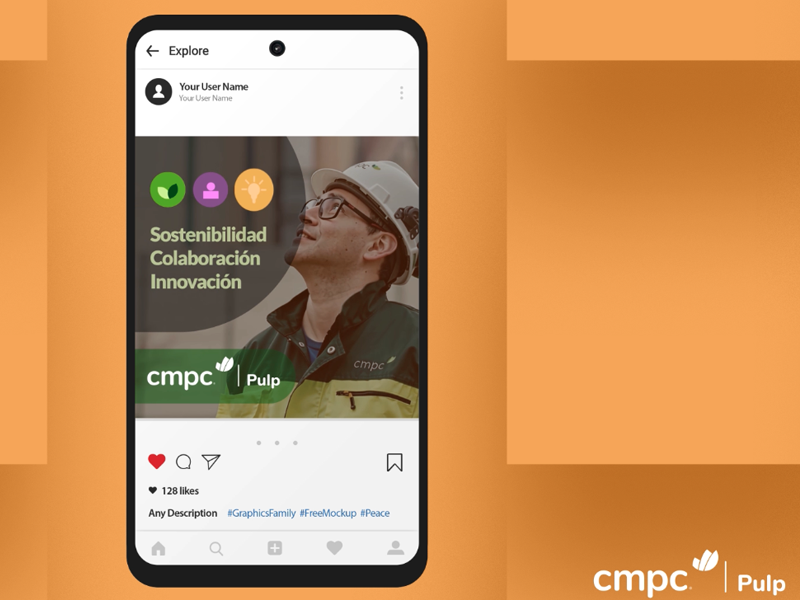 Explore
Your User Name
Your User Name
Sostenibilidad
Colaboración
Innovación
cmpc
cmpc. | Pulp
128 likes
Any Description #GraphicsFamily #FreeMockup #Peace
cmpc. | Pulp